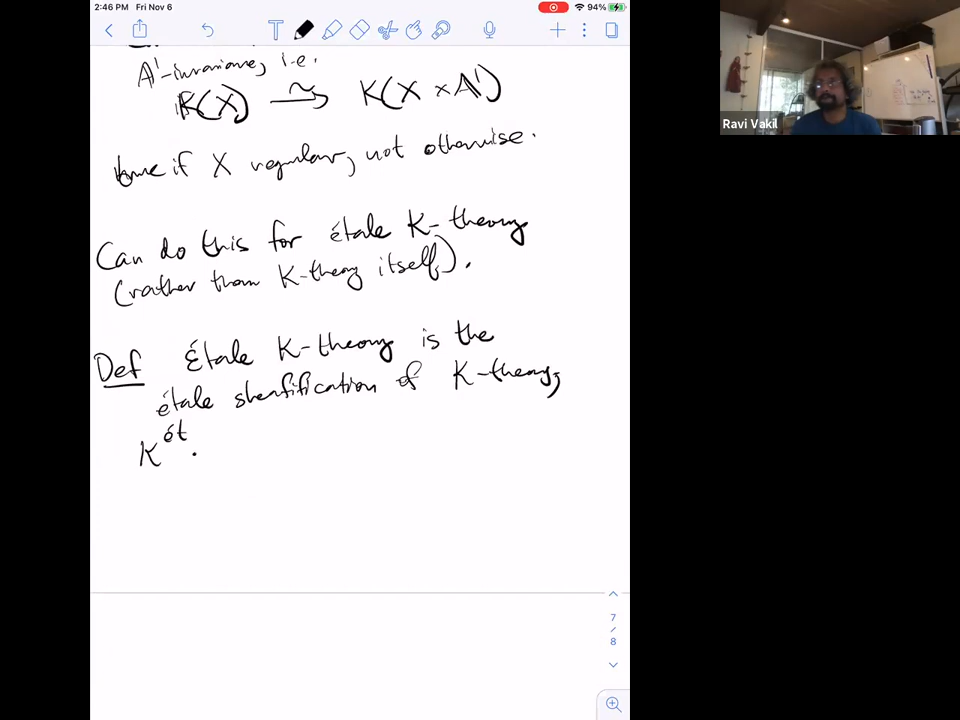 2:46 PM Fri Nov 6
94%
A¹-invariance, i.e.
K(X) ⥲ K(X × A¹)
true if X regular, not otherwise.
Can do this for étale K-theory
(rather than K-theory itself).
Def Étale K-theory is the
étale sheafification of K-theory,
K^ét.
7
/
8
Ravi Vakil